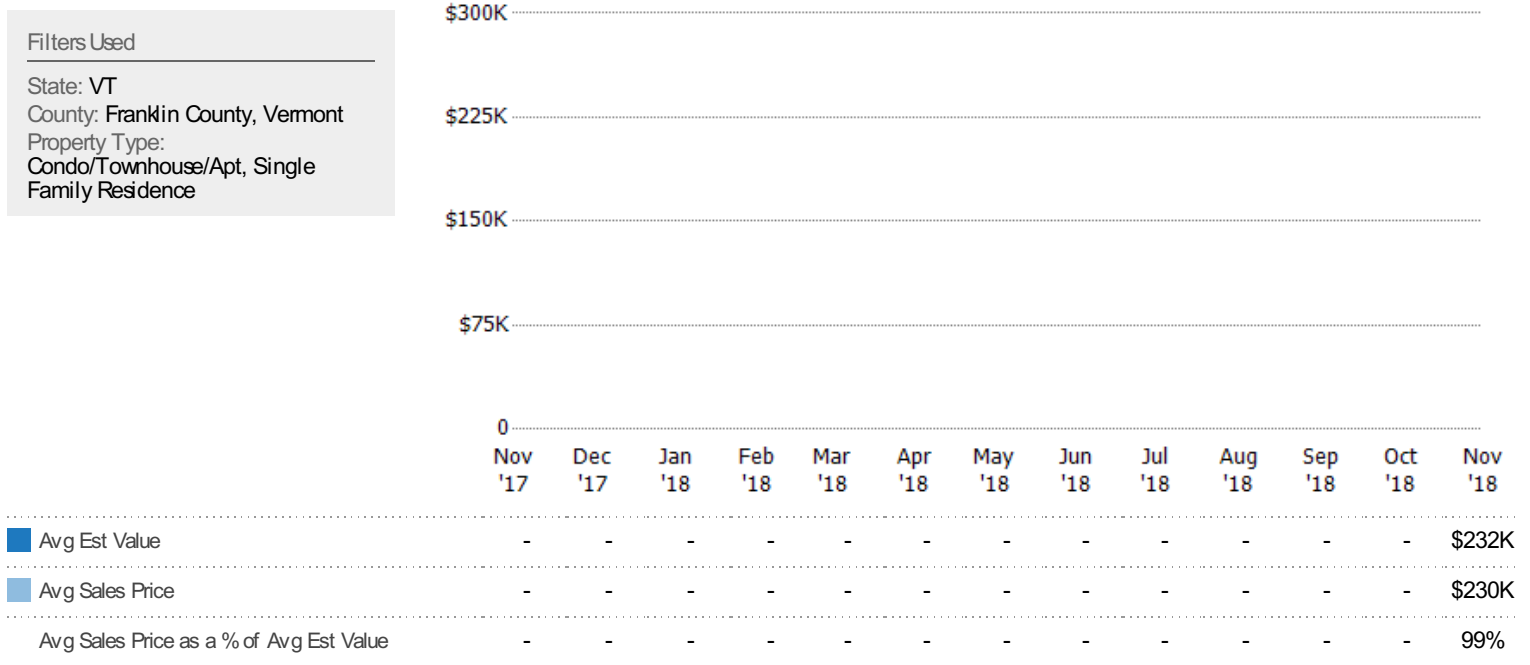 Filters Used
State: VT
County: Franklin County, Vermont
Property Type:
Condo/Townhouse/Apt, Single
Family Residence
$300K
$225K
$150K
$75K
0
Nov Dec Jan Feb Mar Apr May Jun Jul Aug Sep Oct Nov
'17 '17 '18 '18 '18 '18 '18 '18 '18 '18 '18 '18 '18
Avg Est Value - - - - - - - - - - - - $232K
Avg Sales Price - - - - - - - - - - - - $230K
Avg Sales Price as a % of Avg Est Value - - - - - - - - - - - - 99%